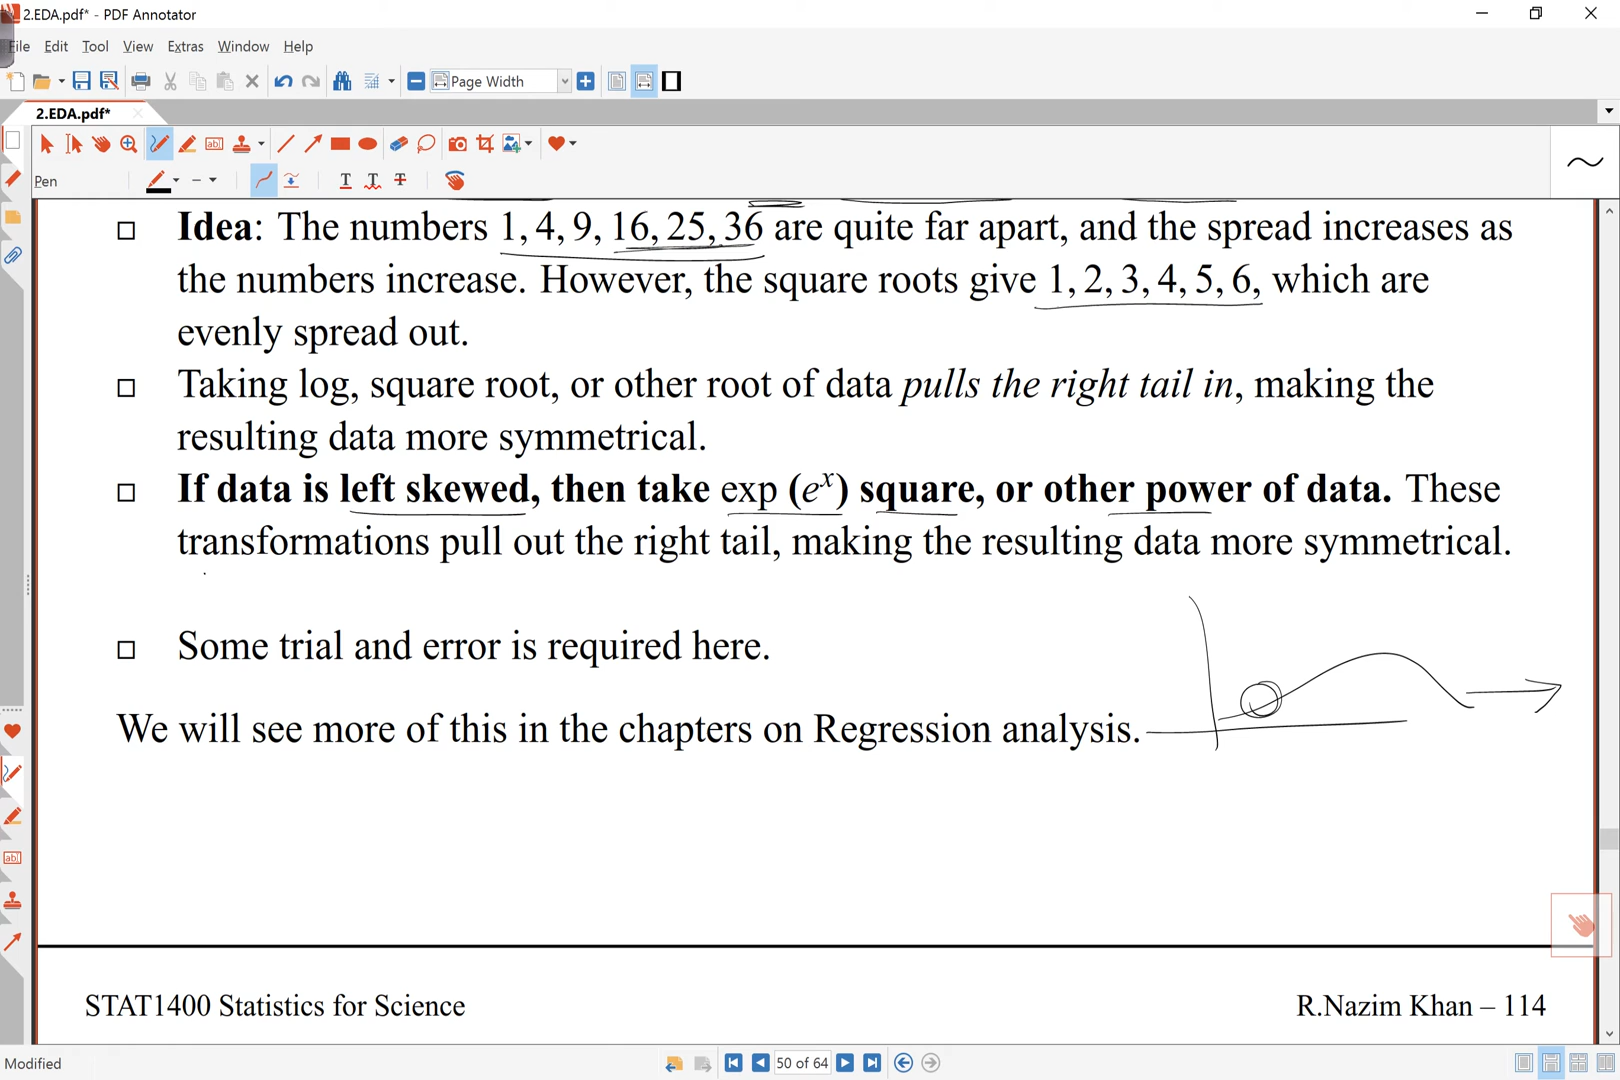 2.EDA.pdf* - PDF Annotator
File Edit Tool View Extras Window Help
Page Width
2.EDA.pdf*
Pen
Idea: The numbers 1, 4, 9, 16, 25, 36 are quite far apart, and the spread increases as
the numbers increase. However, the square roots give 1, 2, 3, 4, 5, 6, which are
evenly spread out.
Taking log, square root, or other root of data pulls the right tail in, making the
resulting data more symmetrical.
If data is left skewed, then take exp (eˣ) square, or other power of data. These
transformations pull out the right tail, making the resulting data more symmetrical.
Some trial and error is required here.
We will see more of this in the chapters on Regression analysis.
STAT1400 Statistics for Science R.Nazim Khan – 114
Modified 50 of 64